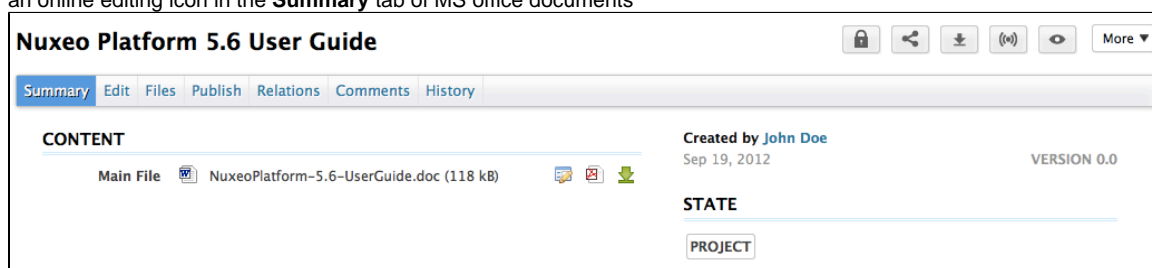 an online editing icon in the Summary tab of MS office documents
Nuxeo Platform 5.6 User Guide
More ▼
Summary Edit Files Publish Relations Comments History
CONTENT
Main File NuxeoPlatform-5.6-UserGuide.doc (118 kB)
Created by John Doe
Sep 19, 2012 VERSION 0.0
STATE
PROJECT